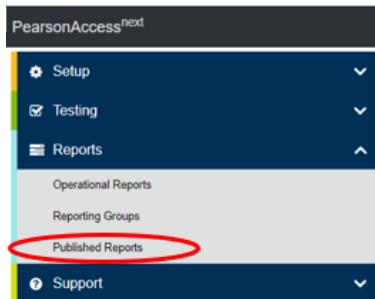 PearsonAccessnext
Setup
Testing
Reports
Operational Reports
Reporting Groups
Published Reports
Support